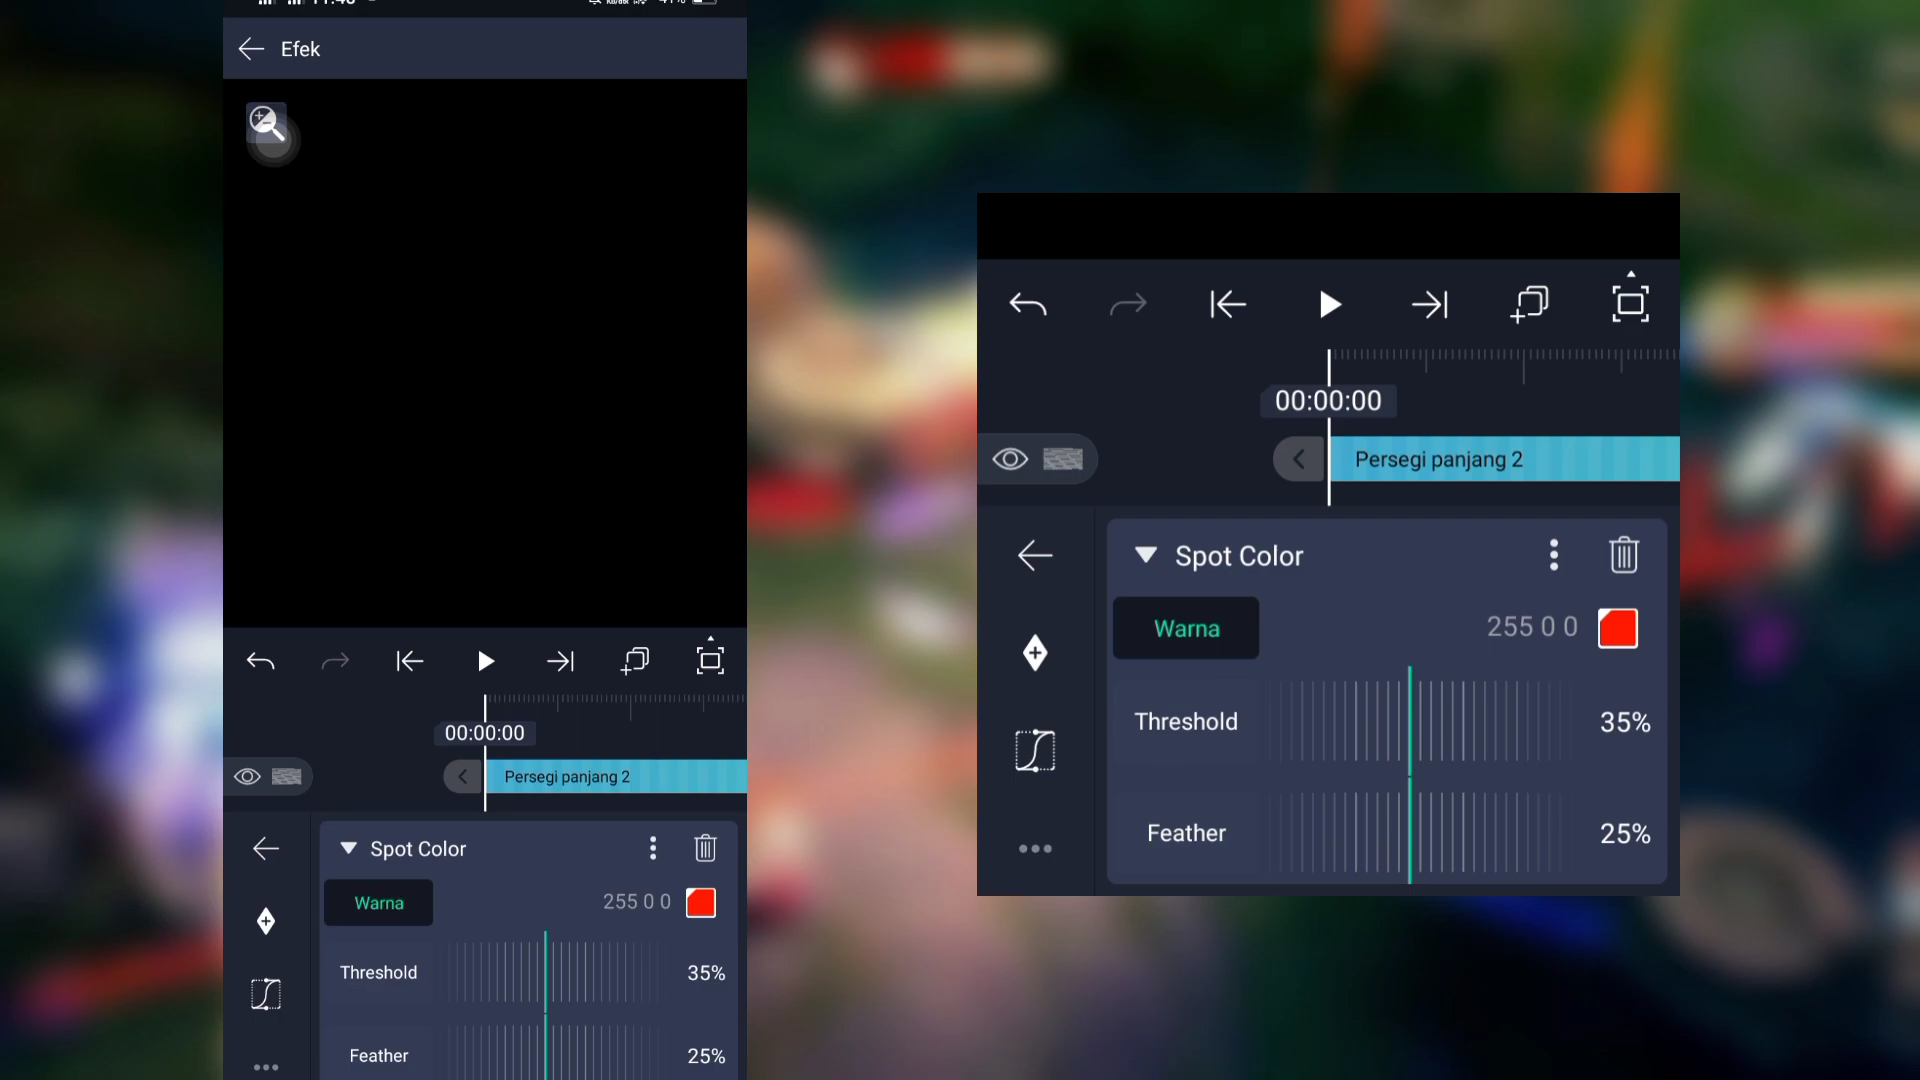 Efek
00:00:00
Persegi panjang 2
Spot Color
Warna
255 0 0
Threshold
35%
Feather
25%
00:00:00
Persegi panjang 2
Spot Color
Warna
255 0 0
Threshold
35%
Feather
25%